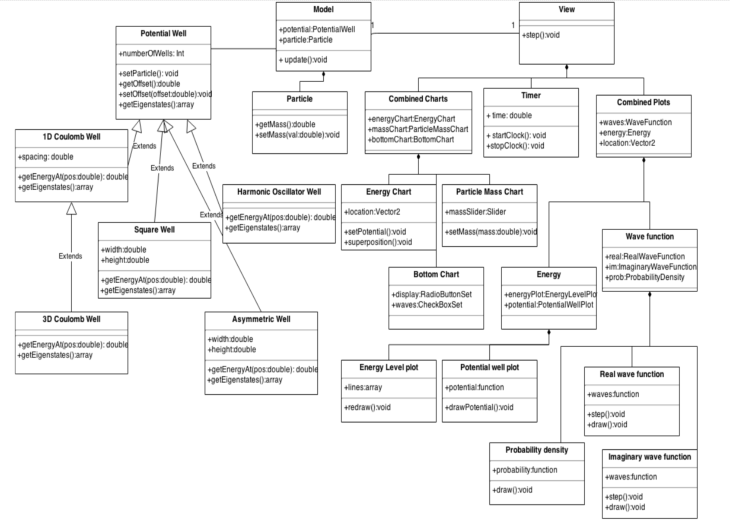 Model
+potential:PotentialWell
+particle:Particle
+ update():void
1
1
View
+step():void
Potential Well
+numberOfWells: Int
+setParticle(): void
+getOffset():double
+setOffset(offset:double):void
+getEigenstates():array
Particle
+getMass():double
+setMass(val:double):void
Combined Charts
+energyChart:EnergyChart
+massChart:ParticleMassChart
+bottomChart:BottomChart
Timer
+ time: double
+ startClock(): void
+stopClock(): void
Combined Plots
+waves:WaveFunction
+energy:Energy
+location:Vector2
1D Coulomb Well
+spacing: double
+getEnergyAt(pos:double): double
+getEigenstates():array
Extends
Extends
Extends
Extends
Extends
Harmonic Oscillator Well
+getEnergyAt(pos:double): double
+getEigenstates():array
Energy Chart
+location:Vector2
+setPotential():void
+superposition():void
Particle Mass Chart
+massSlider:Slider
+setMass(mass:double):void
Square Well
+width:double
+height:double
+getEnergyAt(pos:double): double
+getEigenstates():array
Wave function
+real:RealWaveFunction
+im:ImaginaryWaveFunction
+prob:ProbabilityDensity
Bottom Chart
+display:RadioButtonSet
+waves:CheckBoxSet
Energy
+energyPlot:EnergyLevelPlo
+potential:PotentialWellPlot
3D Coulomb Well
+getEnergyAt(pos:double): double
+getEigenstates():array
Asymmetric Well
+width:double
+height:double
+getEnergyAt(pos:double): double
+getEigenstates():array
Energy Level plot
+lines:array
+redraw():void
Potential well plot
+potential:function
+drawPotential():void
Real wave function
+waves:function
+step():void
+draw():void
Probability density
+probability:function
+draw():void
Imaginary wave function
+waves:function
+step():void
+draw():void